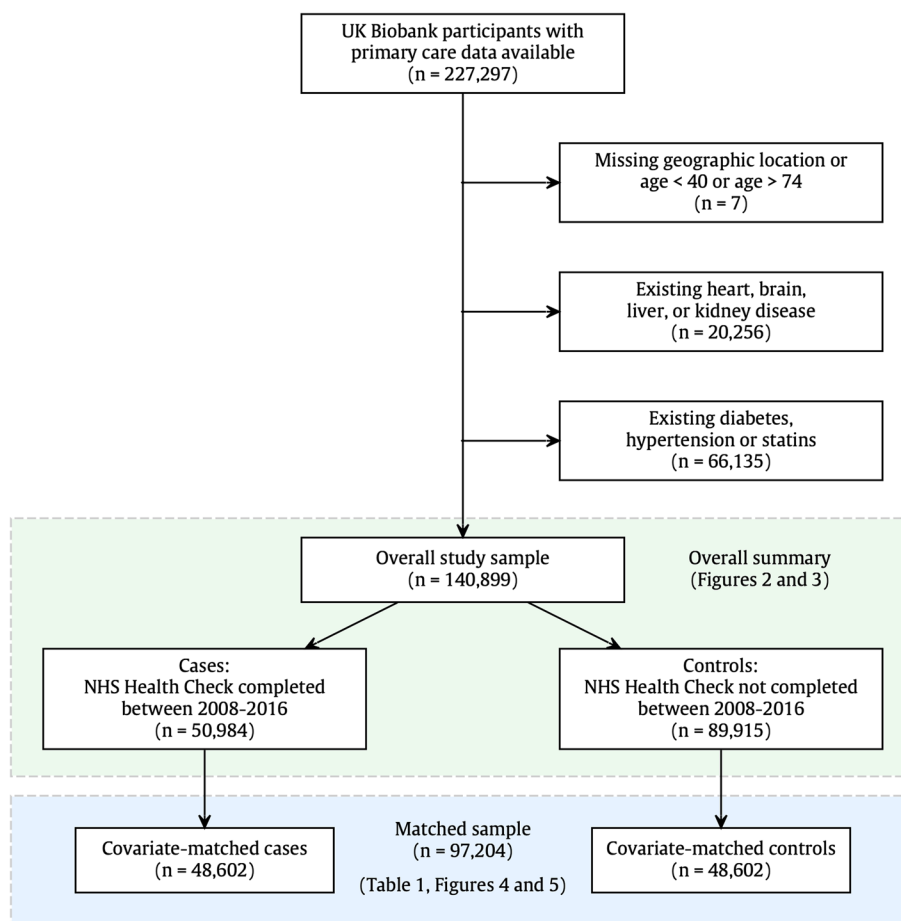 UK Biobank participants with
primary care data available
(n = 227,297)
Missing geographic location or
age < 40 or age > 74
(n = 7)
Existing heart, brain,
liver, or kidney disease
(n = 20,256)
Existing diabetes,
hypertension or statins
(n = 66,135)
Overall study sample
(n = 140,899)
Overall summary
(Figures 2 and 3)
Cases:
NHS Health Check completed
between 2008-2016
(n = 50,984)
Controls:
NHS Health Check not completed
between 2008-2016
(n = 89,915)
Covariate-matched cases
(n = 48,602)
Matched sample
(n = 97,204)
(Table 1, Figures 4 and 5)
Covariate-matched controls
(n = 48,602)